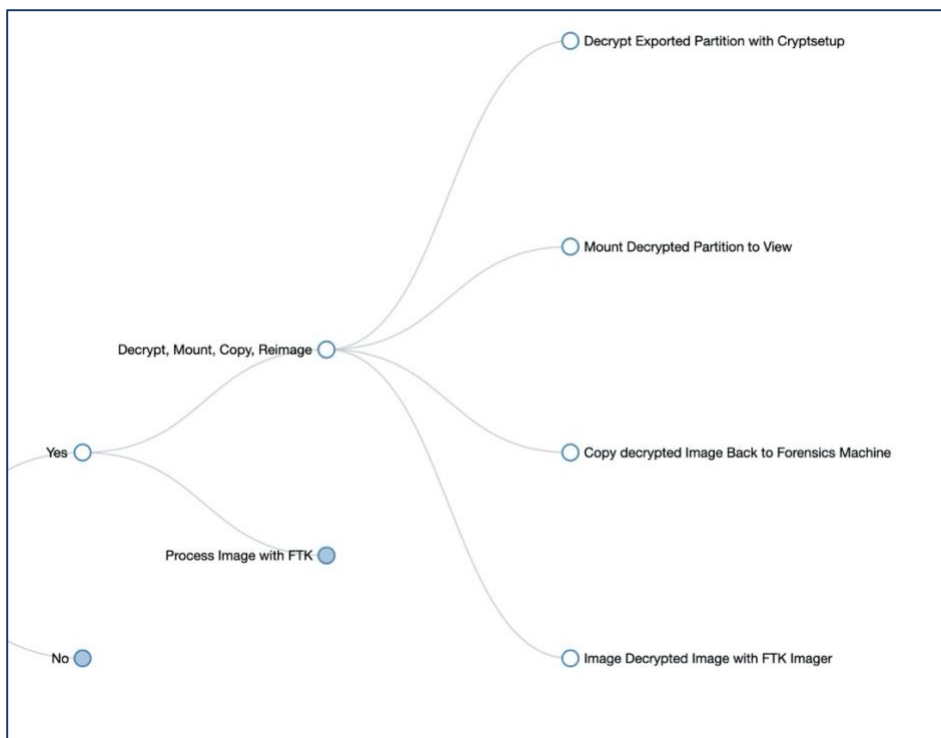 Decrypt Exported Partition with Cryptsetup
Mount Decrypted Partition to View
Decrypt, Mount, Copy, Reimage
Yes
Copy decrypted Image Back to Forensics Machine
Process Image with FTK
No
Image Decrypted Image with FTK Imager